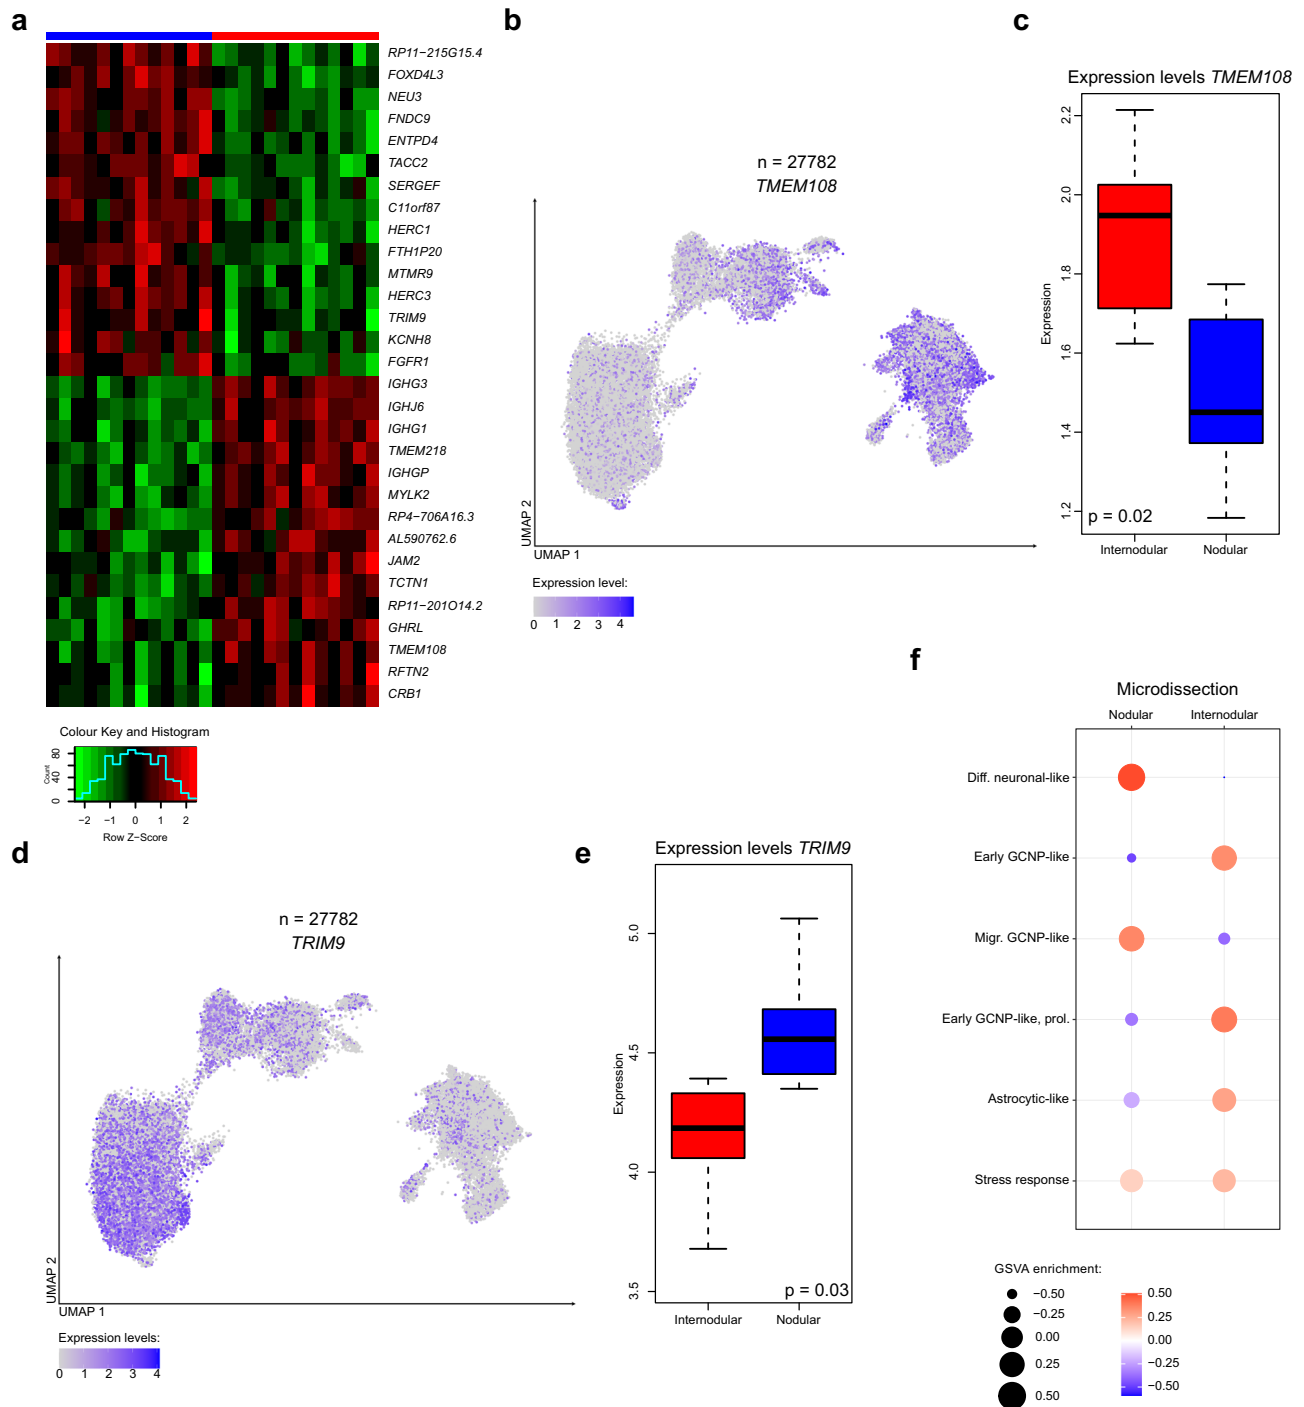 a
RP11−215G15.4
FOXD4L3
NEU3
FNDC9
ENTPD4
TACC2
SERGEF
C11orf87
HERC1
FTH1P20
MTMR9
HERC3
TRIM9
KCNH8
FGFR1
IGHG3
IGHJ6
IGHG1
TMEM218
IGHGP
MYLK2
RP4−706A16.3
AL590762.6
JAM2
TCTN1
RP11−201O14.2
GHRL
TMEM108
RFTN2
CRB1
Colour Key and Histogram
Count
0 40 80
−2 −1 0 1 2
Row Z−Score
b
n = 27782
TMEM108
UMAP 2
UMAP 1
Expression level:
0 1 2 3 4
c
Expression levels TMEM108
Expression
2.2
2.0
1.8
1.6
1.4
1.2
p = 0.02
Internodular Nodular
d
n = 27782
TRIM9
UMAP 2
UMAP 1
Expression levels:
0 1 2 3 4
e
Expression levels TRIM9
Expression
5.0
4.5
4.0
3.5
p = 0.03
Internodular Nodular
f
Microdissection
Nodular Internodular
Diff. neuronal-like
Early GCNP-like
Migr. GCNP-like
Early GCNP-like, prol.
Astrocytic-like
Stress response
GSVA enrichment:
−0.50
−0.25
0.00
0.25
0.50
0.50
0.25
0.00
−0.25
−0.50